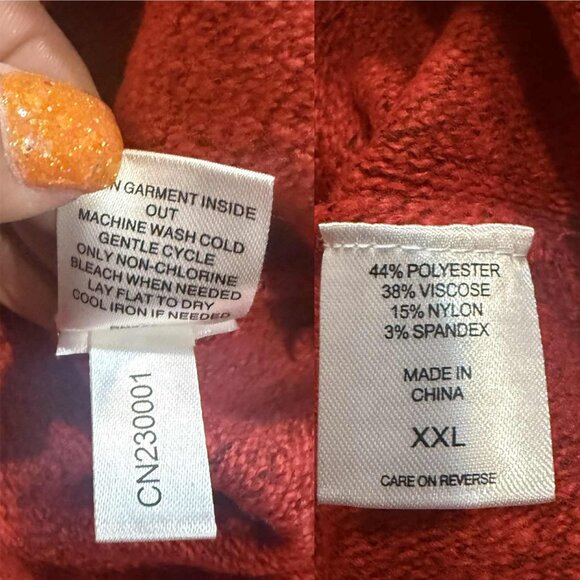 GARMENT INSIDE
OUT
MACHINE WASH COLD
GENTLE CYCLE
ONLY NON-CHLORINE
BLEACH WHEN NEEDED
LAY FLAT TO DRY
COOL IRON IF NEEDED
CN230001
44% POLYESTER
38% VISCOSE
15% NYLON
3% SPANDEX
MADE IN
CHINA
XXL
CARE ON REVERSE